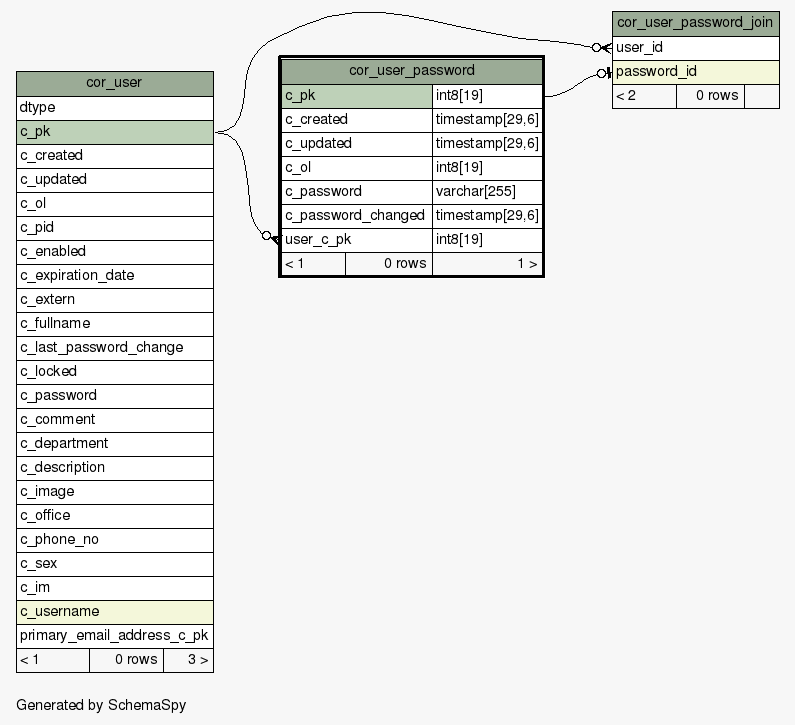 cor_user
dtype
c_pk
c_created
c_updated
c_ol
c_pid
c_enabled
c_expiration_date
c_extern
c_fullname
c_last_password_change
c_locked
c_password
c_comment
c_department
c_description
c_image
c_office
c_phone_no
c_sex
c_im
c_username
primary_email_address_c_pk
< 1 0 rows 3 >
cor_user_password
c_pk int8[19]
c_created timestamp[29,6]
c_updated timestamp[29,6]
c_ol int8[19]
c_password varchar[255]
c_password_changed timestamp[29,6]
user_c_pk int8[19]
< 1 0 rows 1 >
cor_user_password_join
user_id
password_id
< 2 0 rows
Generated by SchemaSpy